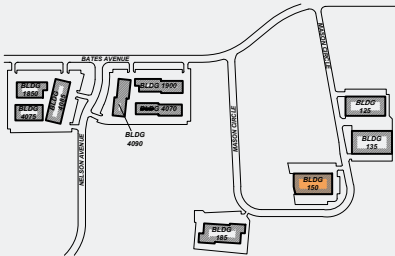 MASON CIRCLE
BATES AVENUE
BLDG
1850
BLDG
4085
BLDG
1900
BLDG
125
BLDG
4075
BLDG 4070
BLDG
4090
BLDG
135
NELSON AVENUE
MASON CIRCLE
BLDG
150
BLDG
185